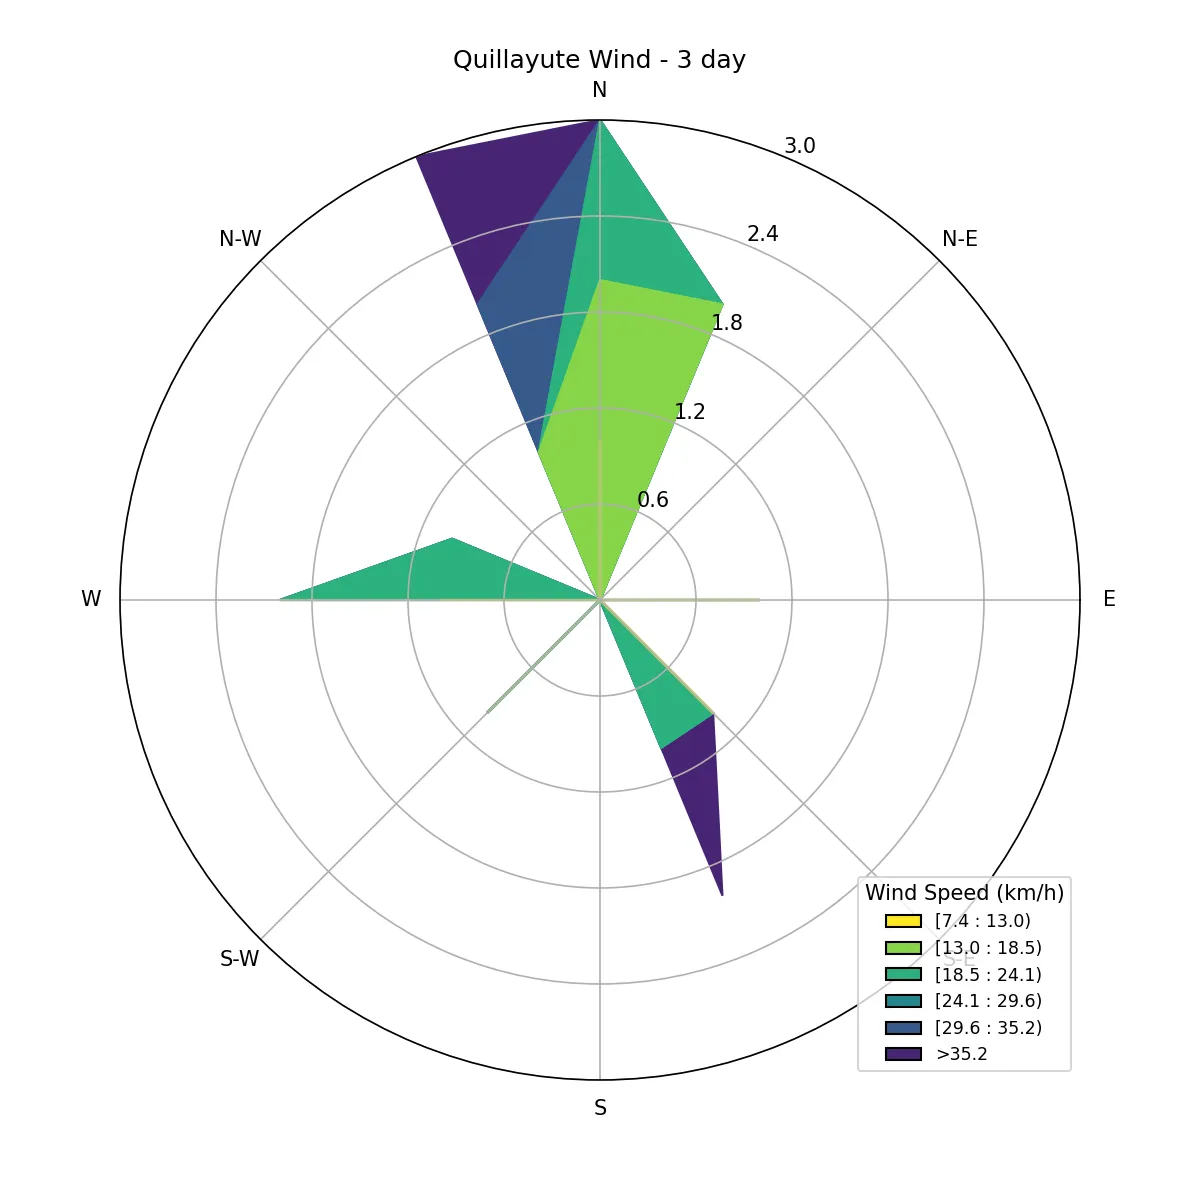 Quillayute Wind - 3 day
N
3.0
N-W
2.4
N-E
1.8
1.2
0.6
W
E
Wind Speed (km/h)
[7.4 : 13.0)
[13.0 : 18.5)
S-W
S-E
[18.5 : 24.1)
[24.1 : 29.6)
[29.6 : 35.2)
>35.2
S